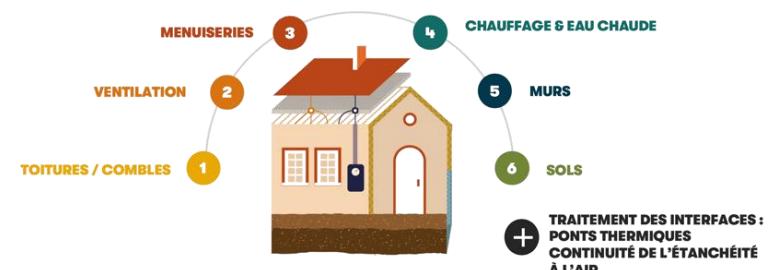 MENUISERIES 3
4 CHAUFFAGE & EAU CHAUDE
VENTILATION 2
5 MURS
TOITURES / COMBLES 1
6 SOLS
+ TRAITEMENT DES INTERFACES :
PONTS THERMIQUES
CONTINUITÉ DE L'ÉTANCHÉITÉ
À L'AIR